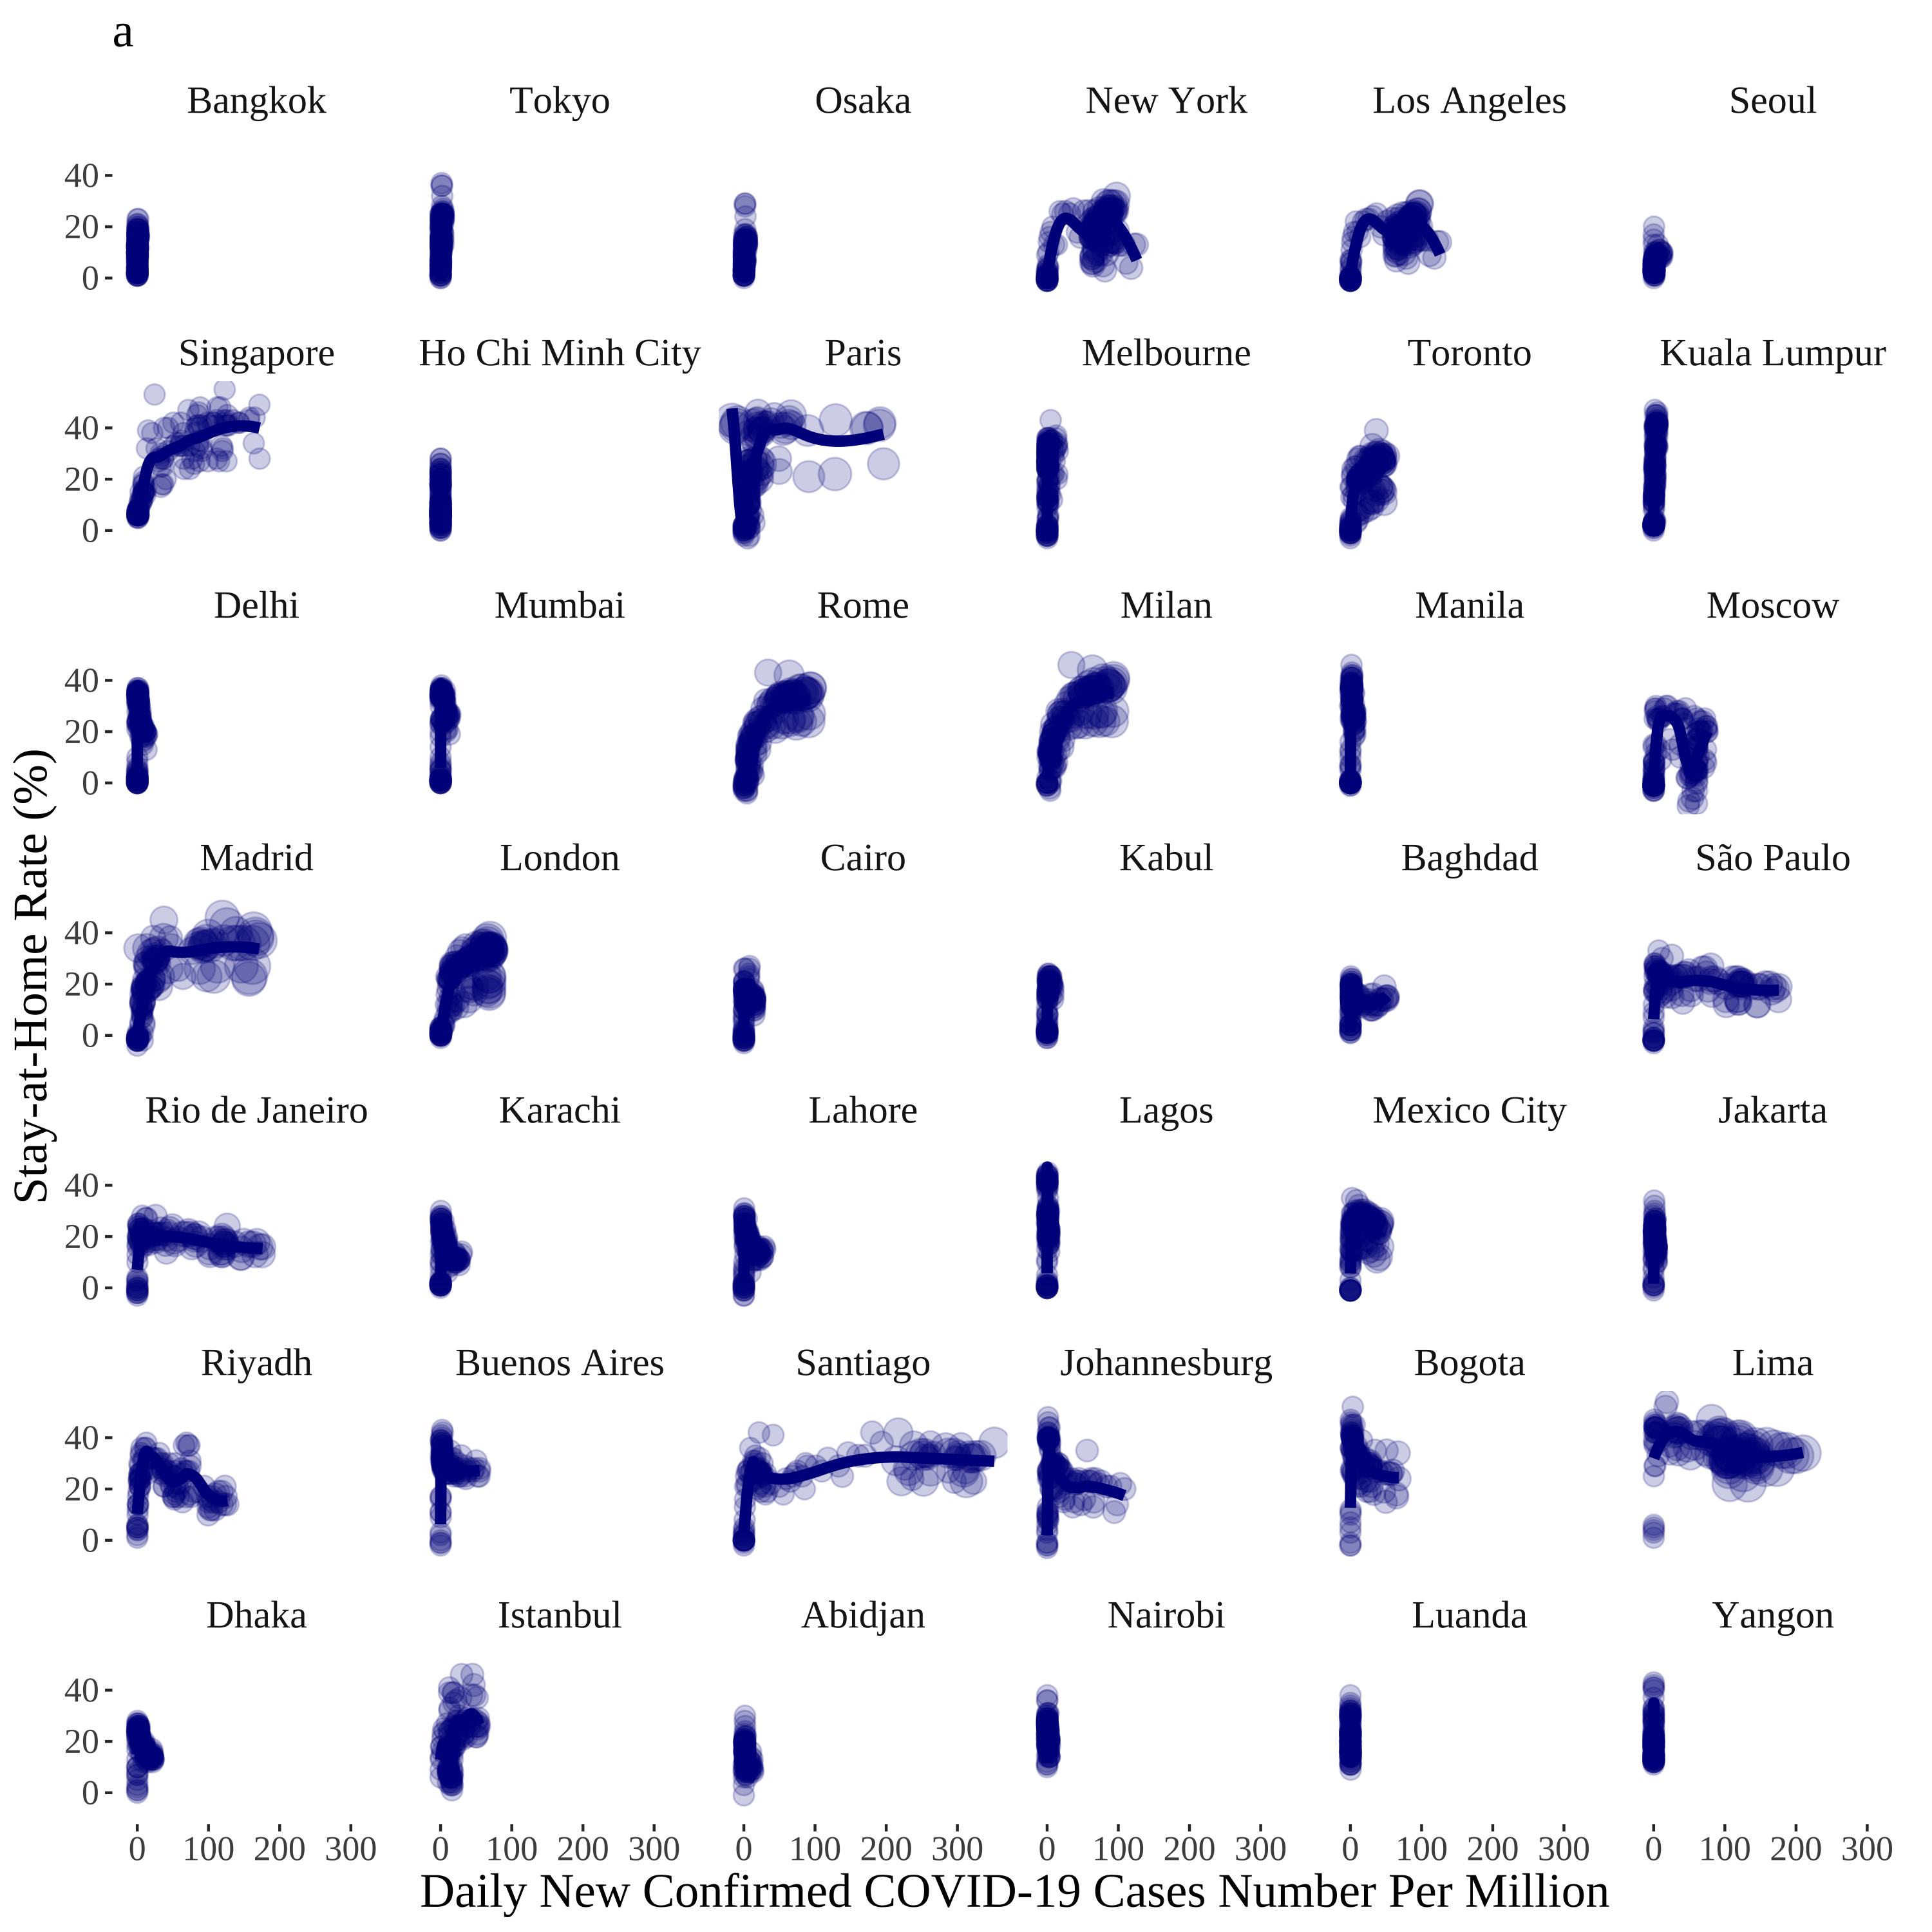 a
Bangkok Tokyo Osaka New York Los Angeles Seoul
40
20
0
Singapore Ho Chi Minh City Paris Melbourne Toronto Kuala Lumpur
40
20
0
Delhi Mumbai Rome Milan Manila Moscow
40
20
0
Madrid London Cairo Kabul Baghdad São Paulo
40
20
0
Rio de Janeiro Karachi Lahore Lagos Mexico City Jakarta
40
20
0
Riyadh Buenos Aires Santiago Johannesburg Bogota Lima
40
20
0
Dhaka Istanbul Abidjan Nairobi Luanda Yangon
40
20
0
0 100 200 300 0 100 200 300 0 100 200 300 0 100 200 300 0 100 200 300 0 100 200 300
Daily New Confirmed COVID-19 Cases Number Per Million
Stay-at-Home Rate (%)